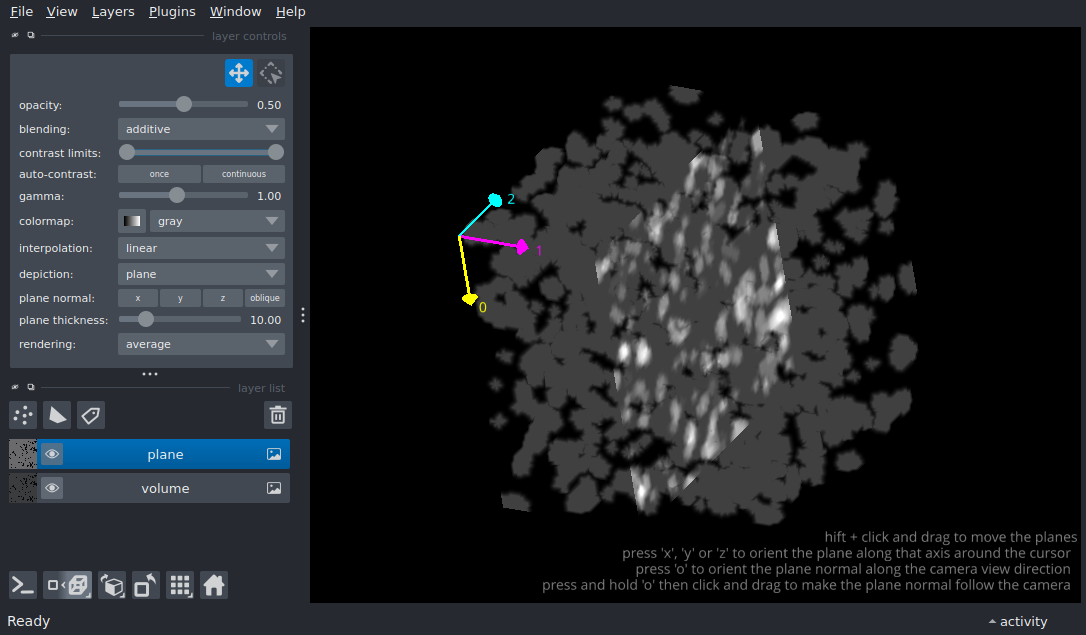 File View Layers Plugins Window Help
layer controls
opacity: 0.50
blending: additive
contrast limits:
auto-contrast: once continuous
gamma: 1.00
colormap: gray
interpolation: linear
depiction: plane
plane normal: x y z oblique
plane thickness: 10.00
rendering: average
layer list
plane
volume
2
1
0
hift + click and drag to move the planes
press 'x', 'y' or 'z' to orient the plane along that axis around the cursor
press 'o' to orient the plane normal along the camera view direction
press and hold 'o' then click and drag to make the plane normal follow the camera
Ready
activity